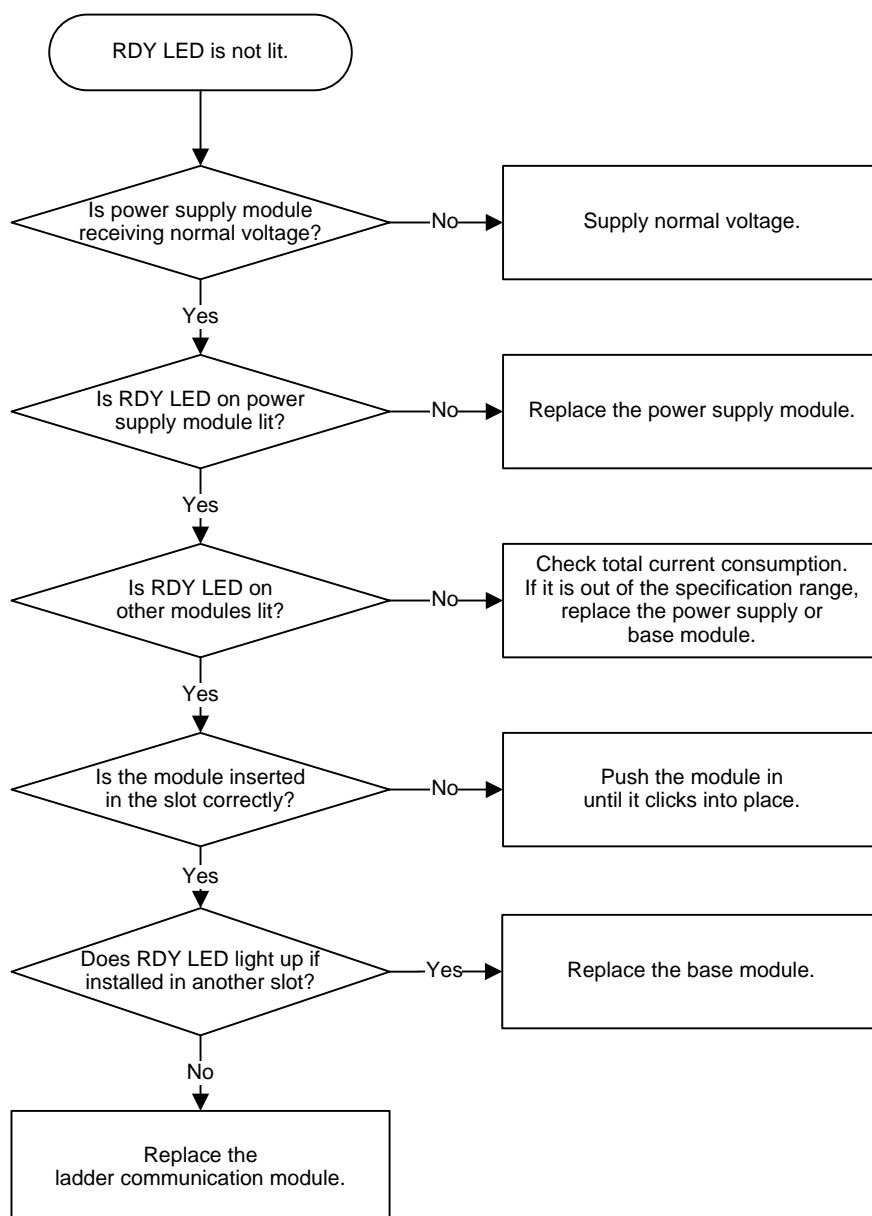 RDY LED is not lit.
Is power supply module
receiving normal voltage?
No
Supply normal voltage.
Yes
Is RDY LED on power
supply module lit?
No
Replace the power supply module.
Yes
Is RDY LED on
other modules lit?
No
Check total current consumption.
If it is out of the specification range,
replace the power supply or
base module.
Yes
Is the module inserted
in the slot correctly?
No
Push the module in
until it clicks into place.
Yes
Does RDY LED light up if
installed in another slot?
Yes
Replace the base module.
No
Replace the
ladder communication module.